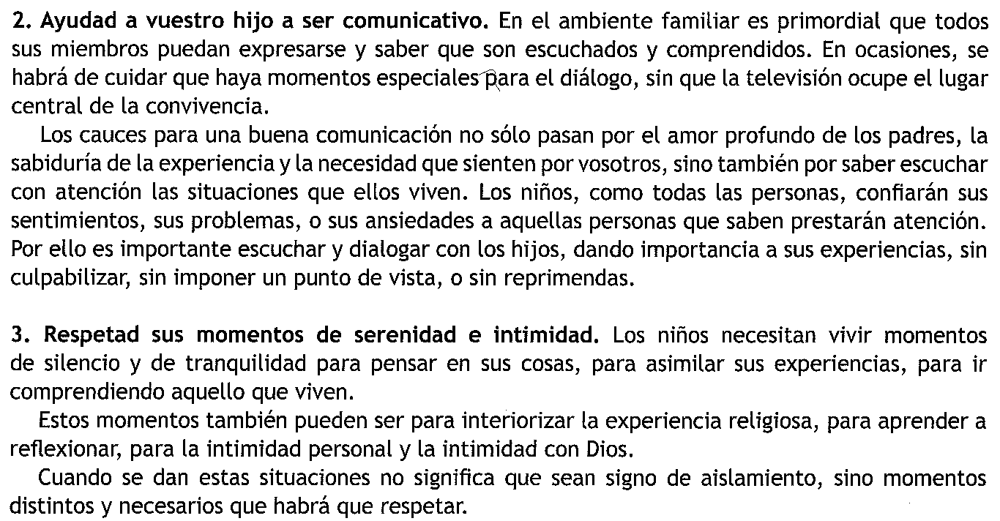 2. Ayudad a vuestro hijo a ser comunicativo. En el ambiente familiar es primordial que todos
sus miembros puedan expresarse y saber que son escuchados y comprendidos. En ocasiones, se
habrá de cuidar que haya momentos especiales para el diálogo, sin que la televisión ocupe el lugar
central de la convivencia.
Los cauces para una buena comunicación no sólo pasan por el amor profundo de los padres, la
sabiduría de la experiencia y la necesidad que sienten por vosotros, sino también por saber escuchar
con atención las situaciones que ellos viven. Los niños, como todas las personas, confiarán sus
sentimientos, sus problemas, o sus ansiedades a aquellas personas que saben prestarán atención.
Por ello es importante escuchar y dialogar con los hijos, dando importancia a sus experiencias, sin
culpabilizar, sin imponer un punto de vista, o sin reprimendas.
3. Respetad sus momentos de serenidad e intimidad. Los niños necesitan vivir momentos
de silencio y de tranquilidad para pensar en sus cosas, para asimilar sus experiencias, para ir
comprendiendo aquello que viven.
Estos momentos también pueden ser para interiorizar la experiencia religiosa, para aprender a
reflexionar, para la intimidad personal y la intimidad con Dios.
Cuando se dan estas situaciones no significa que sean signo de aislamiento, sino momentos
distintos y necesarios que habrá que respetar.